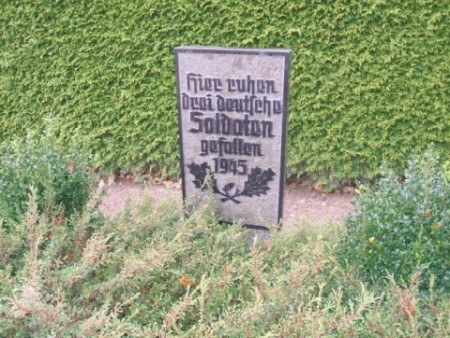 Hier ruhen
drei deutſche
Soldaten
gefallen
1945